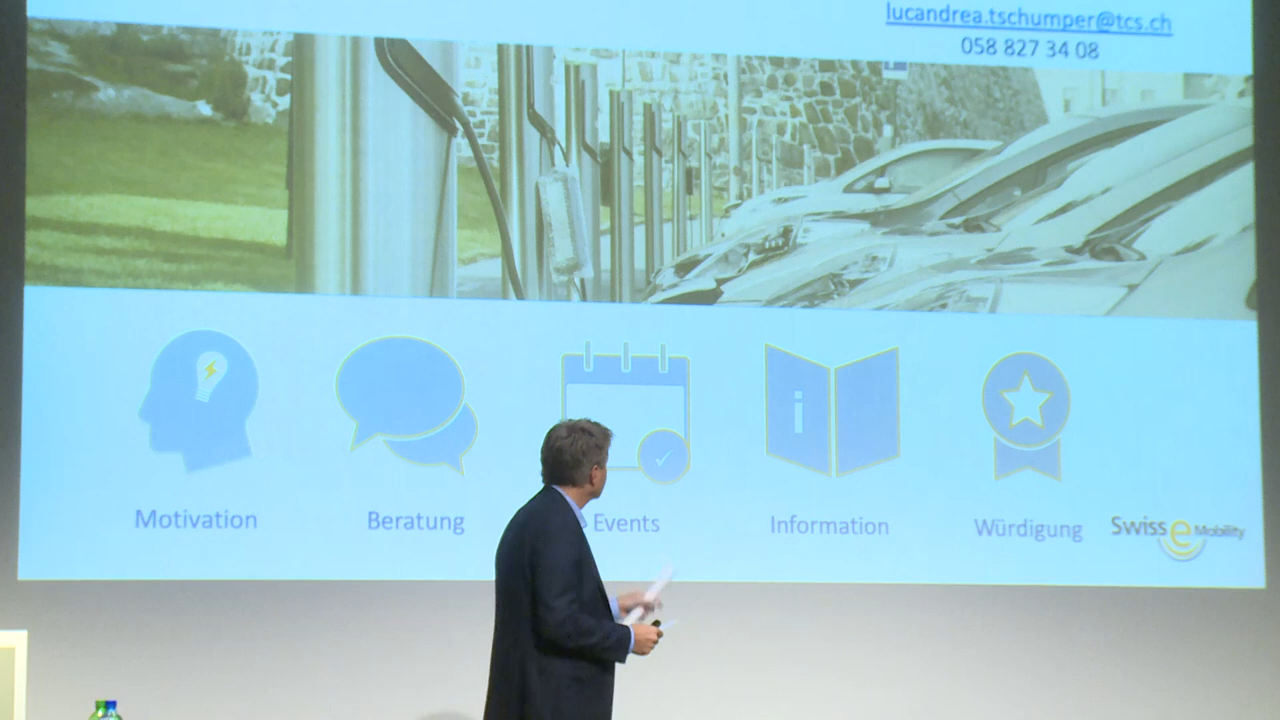 lucandrea.tschumper@tcs.ch
058 827 34 08
i
Motivation
Beratung
Events
Information
Würdigung
Swiss e Mobility